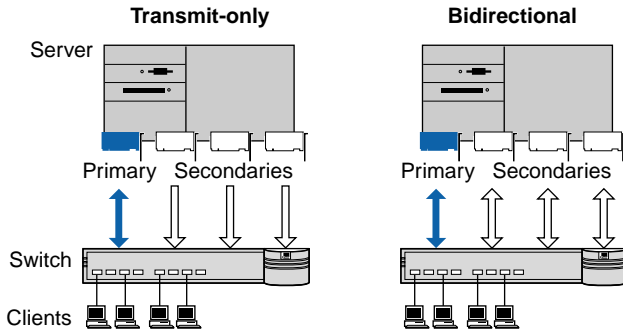 Transmit-only
Bidirectional
Server
Primary Secondaries
Primary Secondaries
Switch
Clients